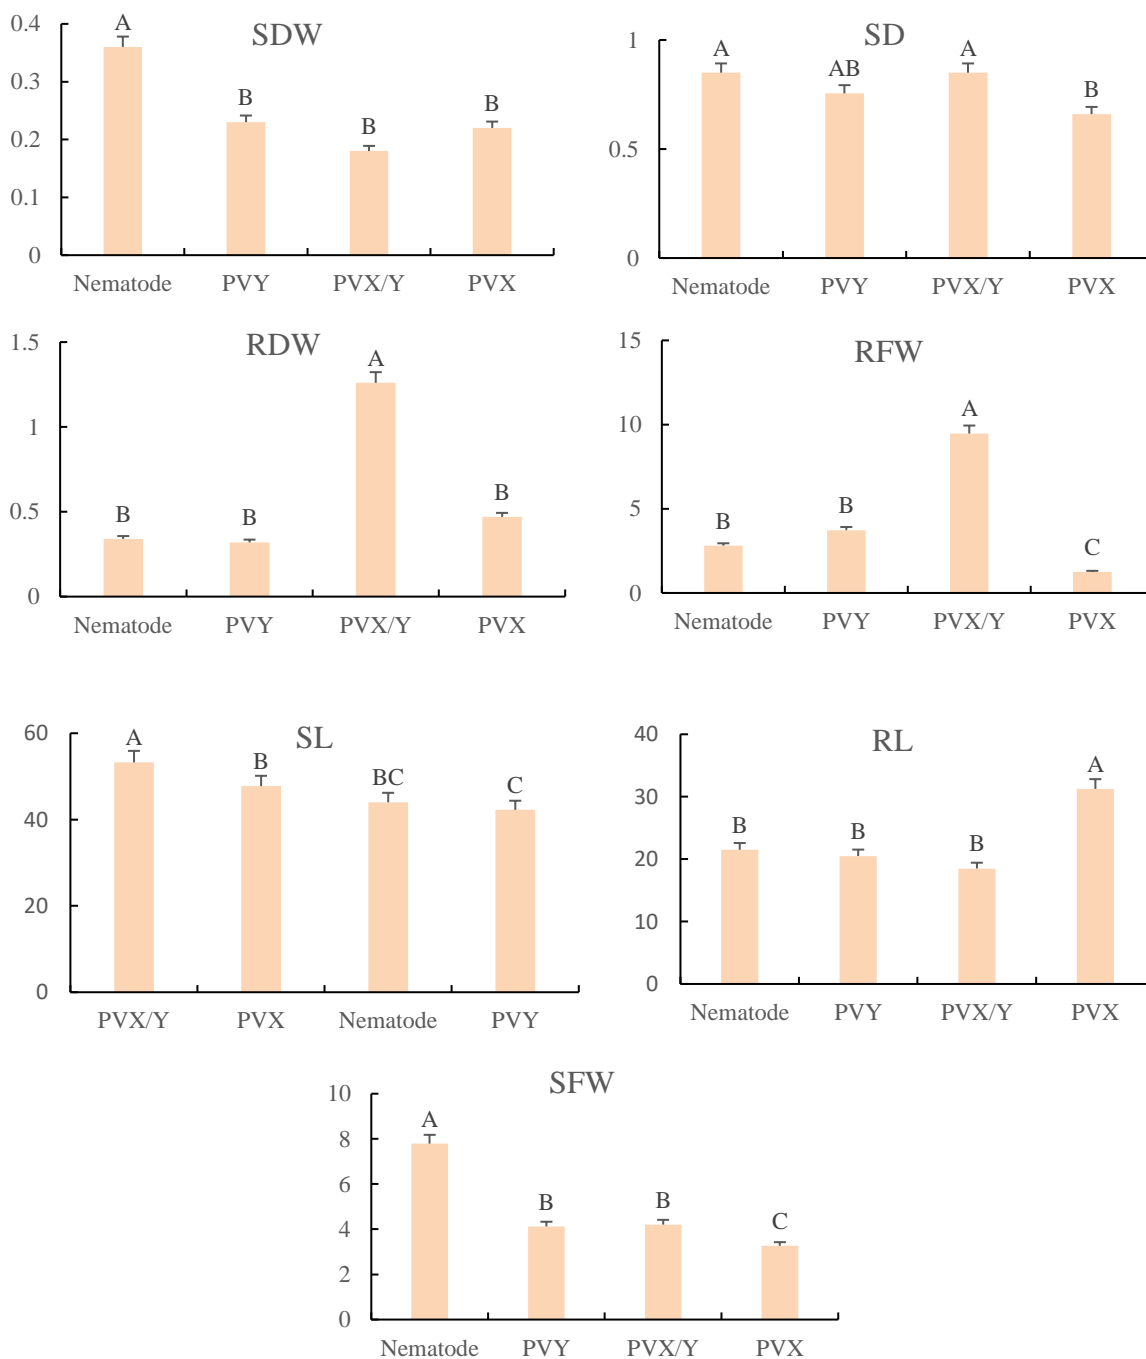 SDW
0.4
0.3
0.2
0.1
0
A
B
B
B
Nematode PVY PVX/Y PVX
SD
1
0.5
0
A
AB
A
B
Nematode PVY PVX/Y PVX
RDW
1.5
1
0.5
0
B
B
A
B
Nematode PVY PVX/Y PVX
RFW
15
10
5
0
B
B
A
C
Nematode PVY PVX/Y PVX
SL
60
40
20
0
A
B
BC
C
PVX/Y PVX Nematode PVY
RL
40
30
20
10
0
B
B
B
A
Nematode PVY PVX/Y PVX
SFW
10
8
6
4
2
0
A
B
B
C
Nematode PVY PVX/Y PVX